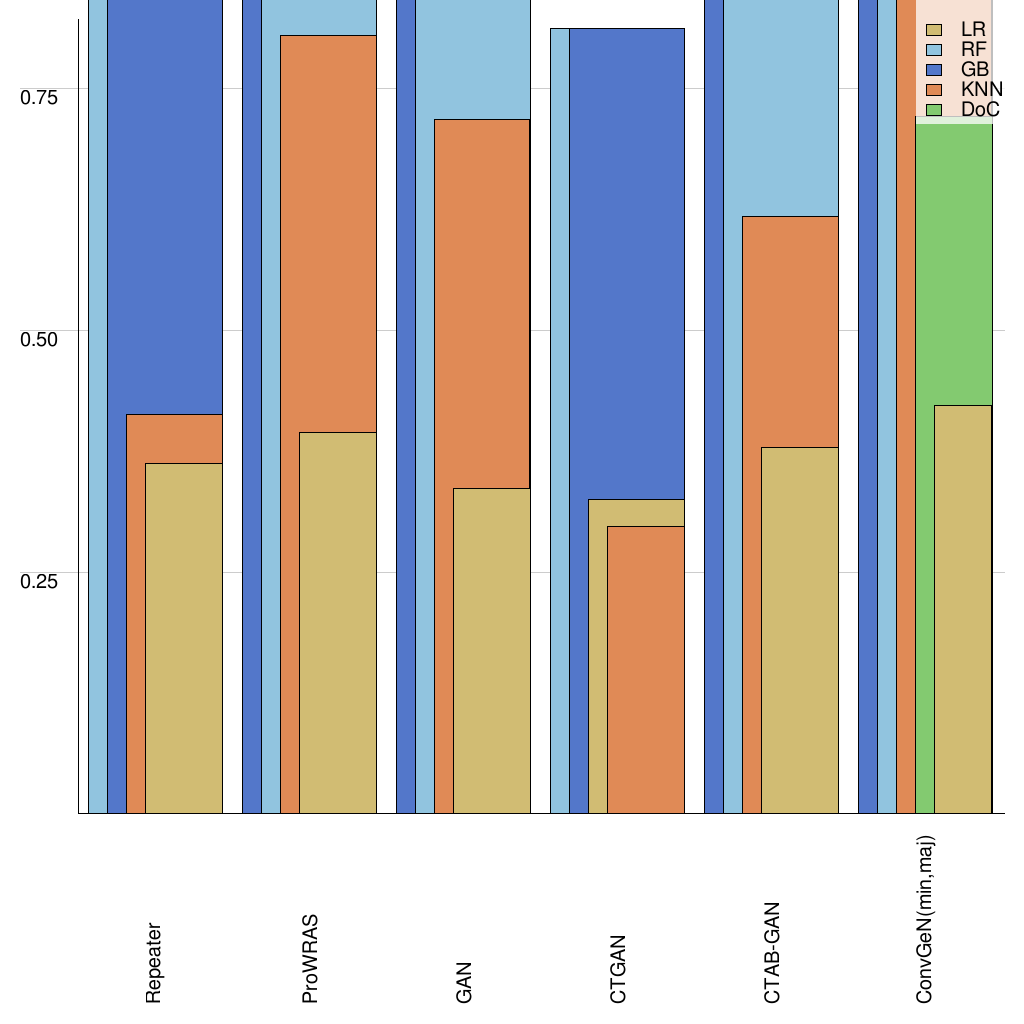 LR
RF
GB
KNN
DoC
0.75
0.50
0.25
Repeater
ProWRAS
GAN
CTGAN
CTAB-GAN
ConvGeN(min,maj)